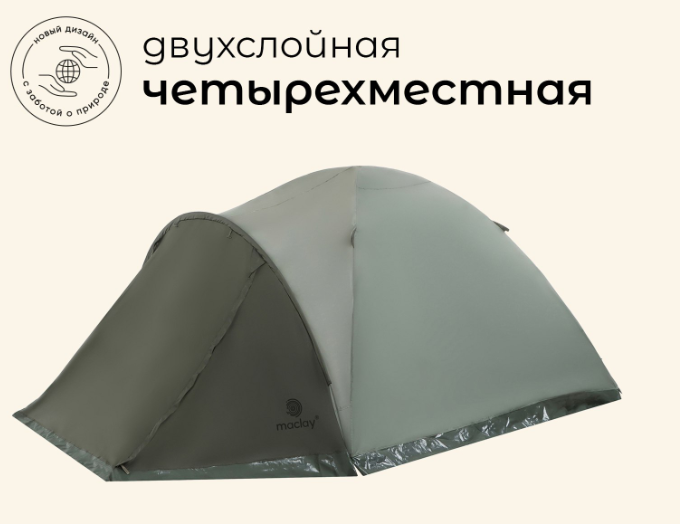 новый дизайн
с заботой о природе
двухслойная
четырехместная
maclay®